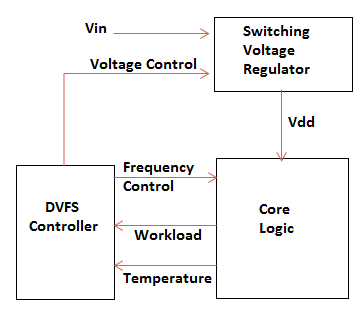 Vin
Switching
Voltage
Regulator
Voltage Control
Vdd
Frequency
Control
DVFS
Controller
Core
Logic
Workload
Temperature